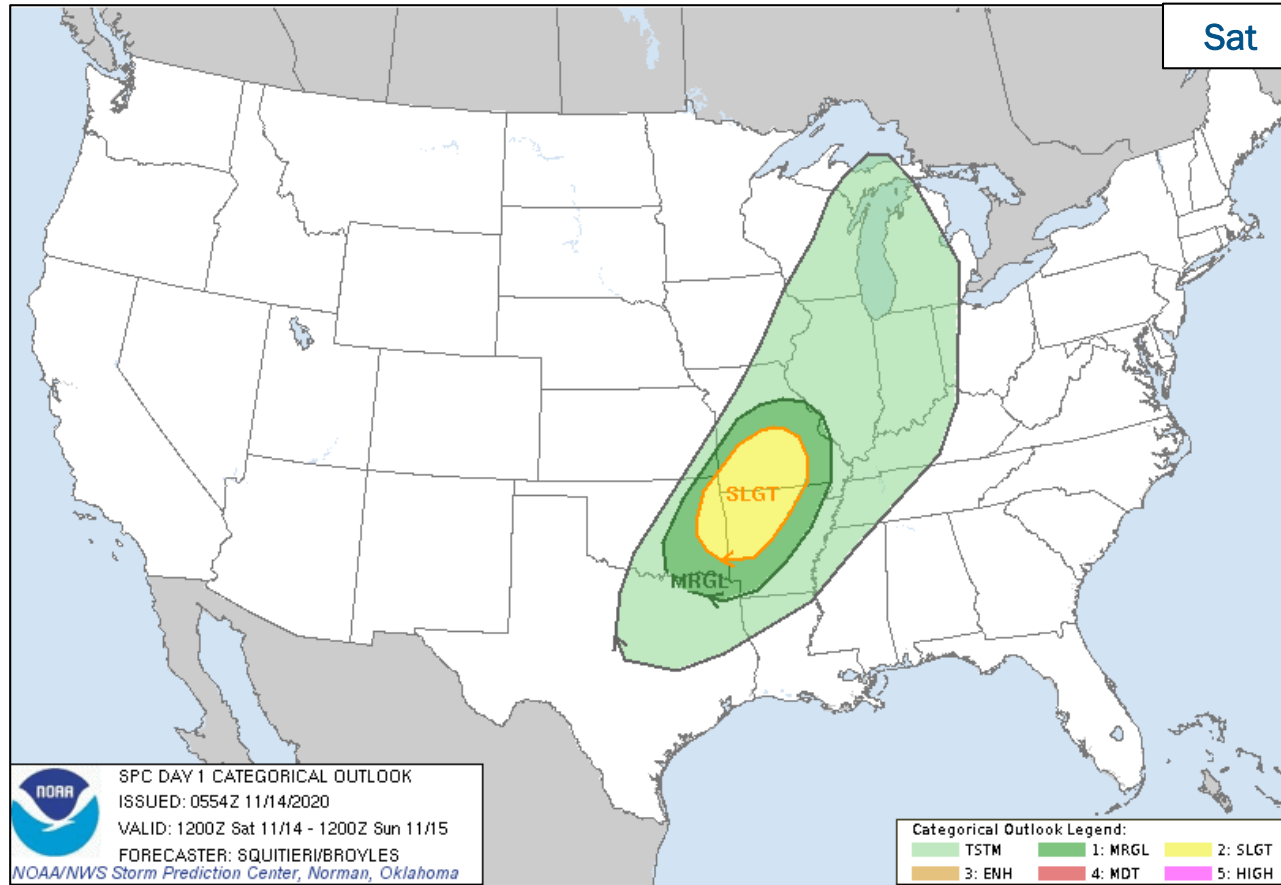 Sat
SLGT
MRGL
NOAA
SPC DAY 1 CATEGORICAL OUTLOOK
ISSUED: 0554Z 11/14/2020
VALID: 1200Z Sat 11/14 - 1200Z Sun 11/15
FORECASTER: SQUITIERI/BROYLES
NOAA/NWS Storm Prediction Center, Norman, Oklahoma
Categorical Outlook Legend:
TSTM 1: MRGL 2: SLGT
3: ENH 4: MDT 5: HIGH